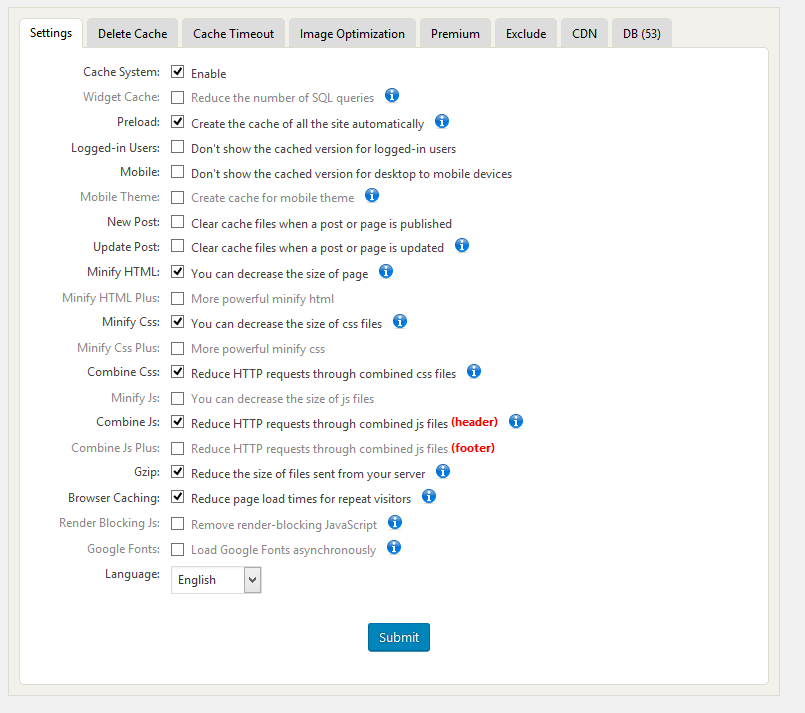 Settings Delete Cache Cache Timeout Image Optimization Premium Exclude CDN DB (53)
Cache System: Enable
Widget Cache: Reduce the number of SQL queries
Preload: Create the cache of all the site automatically
Logged-in Users: Don't show the cached version for logged-in users
Mobile: Don't show the cached version for desktop to mobile devices
Mobile Theme: Create cache for mobile theme
New Post: Clear cache files when a post or page is published
Update Post: Clear cache files when a post or page is updated
Minify HTML: You can decrease the size of page
Minify HTML Plus: More powerful minify html
Minify Css: You can decrease the size of css files
Minify Css Plus: More powerful minify css
Combine Css: Reduce HTTP requests through combined css files
Minify Js: You can decrease the size of js files
Combine Js: Reduce HTTP requests through combined js files (header)
Combine Js Plus: Reduce HTTP requests through combined js files (footer)
Gzip: Reduce the size of files sent from your server
Browser Caching: Reduce page load times for repeat visitors
Render Blocking Js: Remove render-blocking JavaScript
Google Fonts: Load Google Fonts asynchronously
Language: English
Submit